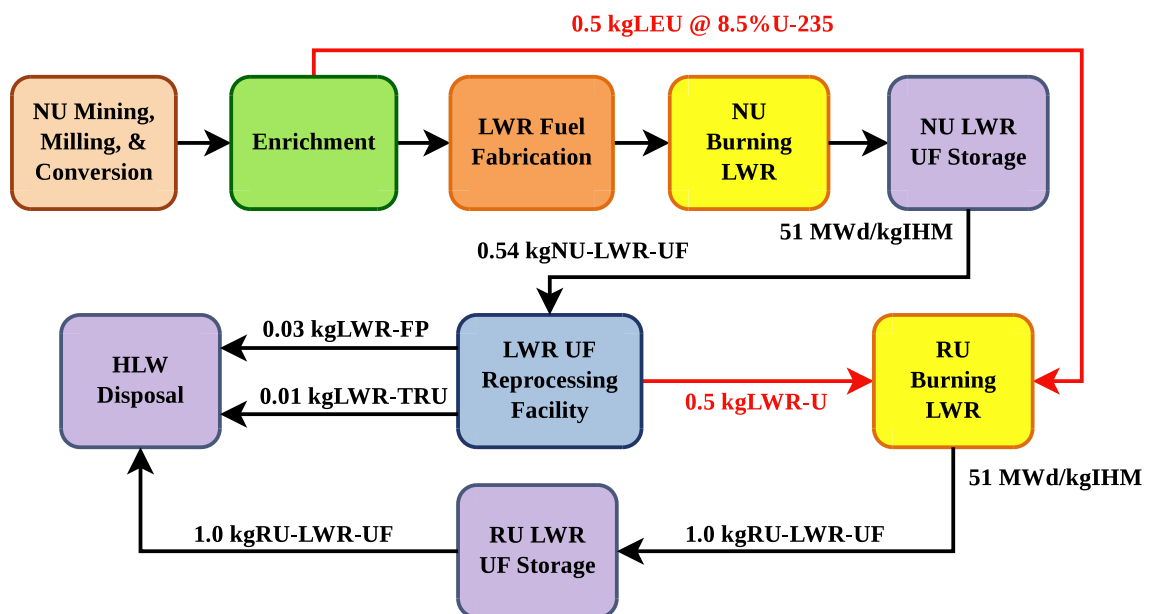 0.5 kgLEU @ 8.5%U-235
NU Mining,
Milling, &
Conversion
Enrichment
LWR Fuel
Fabrication
NU
Burning
LWR
NU LWR
UF Storage
51 MWd/kgIHM
0.54 kgNU-LWR-UF
HLW
Disposal
0.03 kgLWR-FP
0.01 kgLWR-TRU
LWR UF
Reprocessing
Facility
0.5 kgLWR-U
RU
Burning
LWR
51 MWd/kgIHM
1.0 kgRU-LWR-UF
RU LWR
UF Storage
1.0 kgRU-LWR-UF